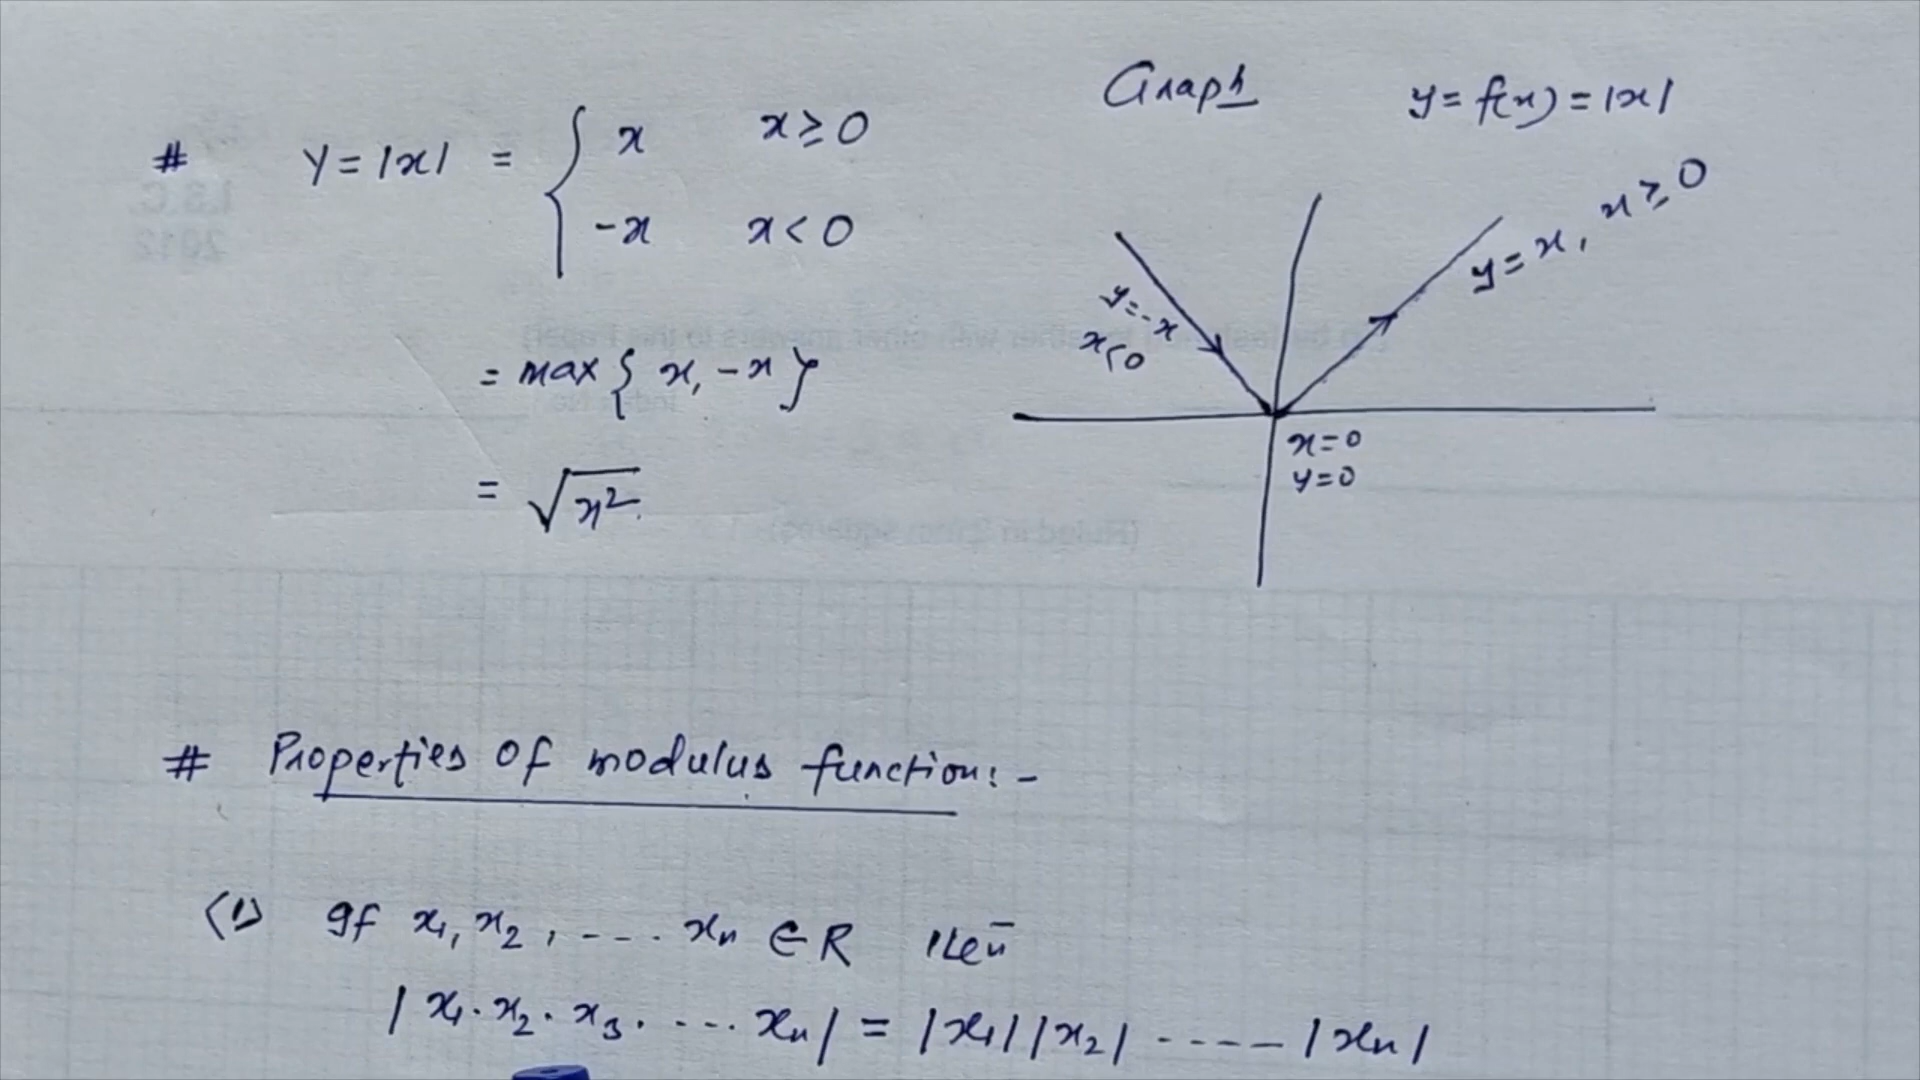 Graph y = f(x) = |x|
# Y = |x| = { x x ≥ 0
-x x < 0
y = x, x ≥ 0
y = -x
x < 0
= max { x, -x }
x = 0
y = 0
= √x²
# Properties of modulus function: -
(1) If x₁, x₂, ---- xₙ ∈ R then
| x₁ . x₂ . x₃ . ---- xₙ | = |x₁| |x₂| ----- |xₙ|